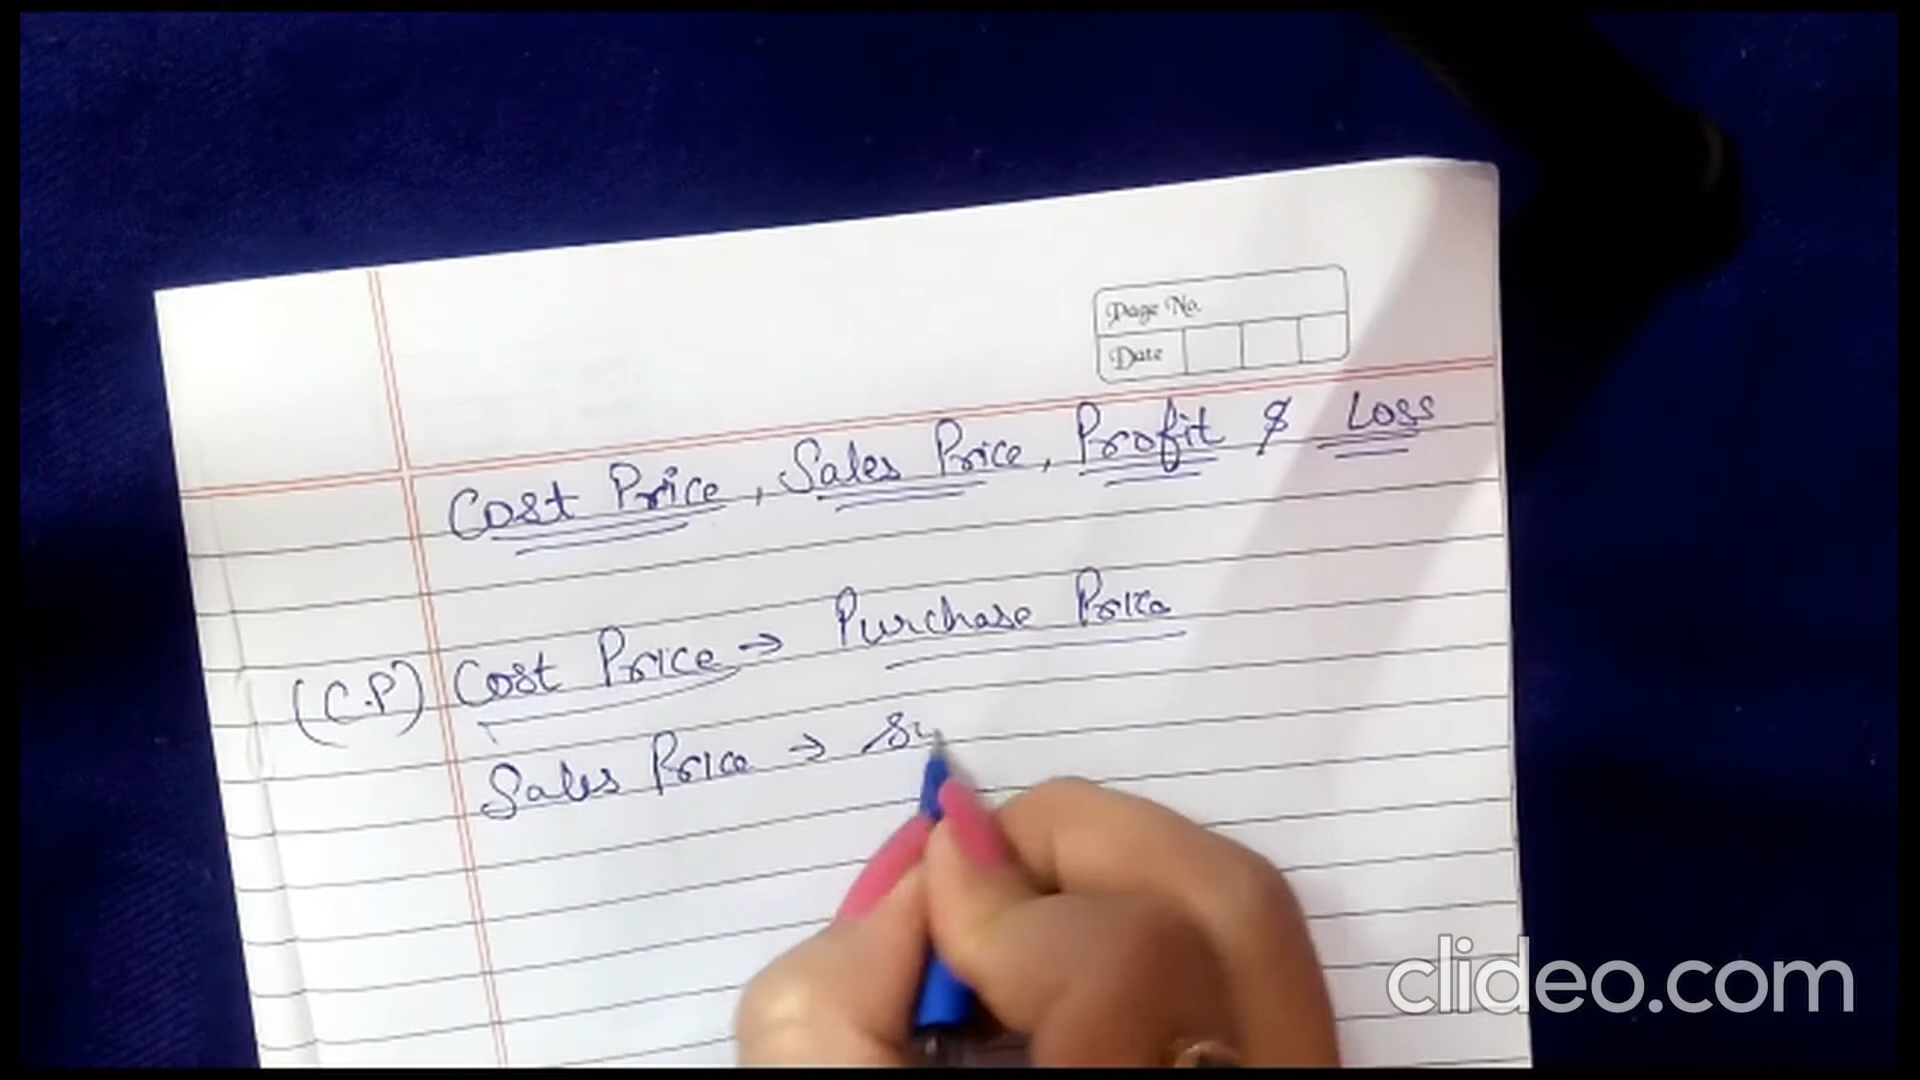 Page No.
Date
Cost Price, Sales Price, Profit & Loss
(C.P) Cost Price → Purchase Price
Sales Price →
clideo.com